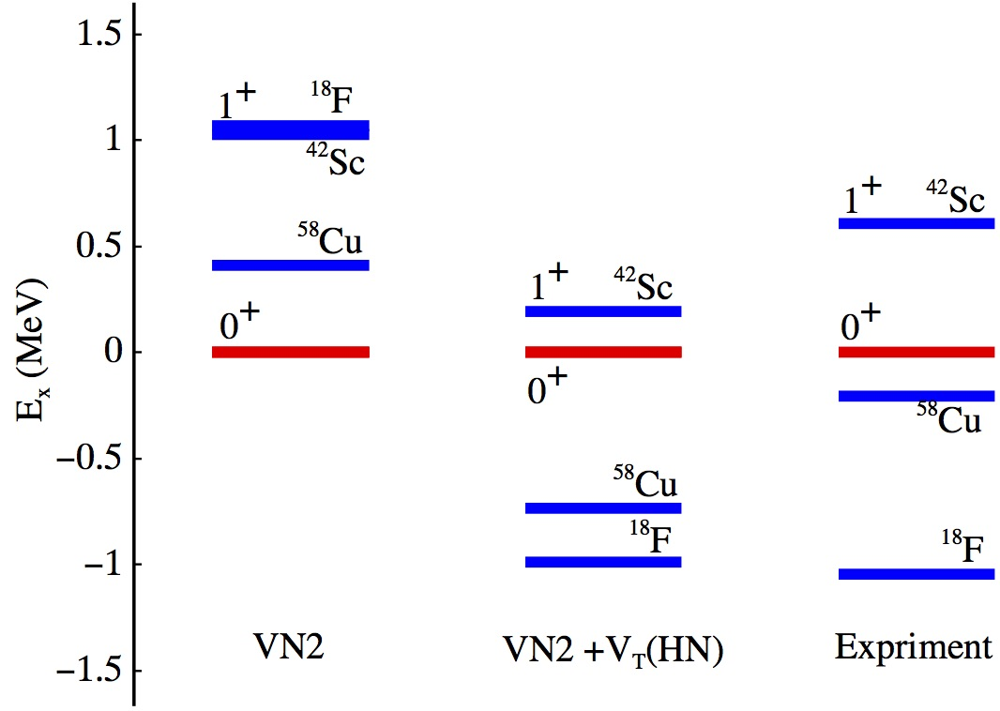 1.5
1
0.5
0
−0.5
−1
−1.5
Eₓ (MeV)
1⁺ ¹⁸F
⁴²Sc
⁵⁸Cu
0⁺
VN2
1⁺ ⁴²Sc
0⁺
⁵⁸Cu
¹⁸F
VN2 +V_T(HN)
1⁺ ⁴²Sc
0⁺
⁵⁸Cu
¹⁸F
Expriment